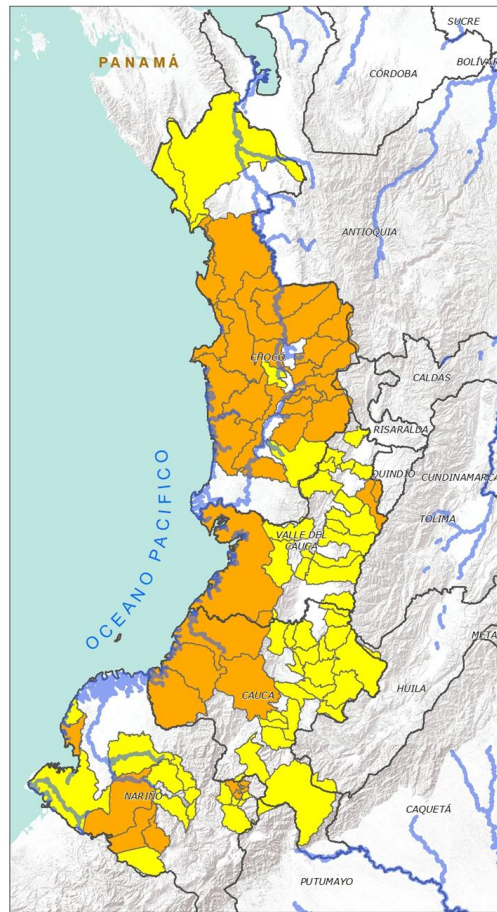 SUCRE
PANAMÁ
BOLÍVAR
CÓRDOBA
ANTIOQUIA
CHOCÓ
CALDAS
RISARALDA
QUINDÍO
CUNDINAMARCA
OCEANO PACIFICO
TOLIMA
VALLE DEL
CAUCA
META
HUILA
CAUCA
NARIÑO
CAQUETÁ
PUTUMAYO